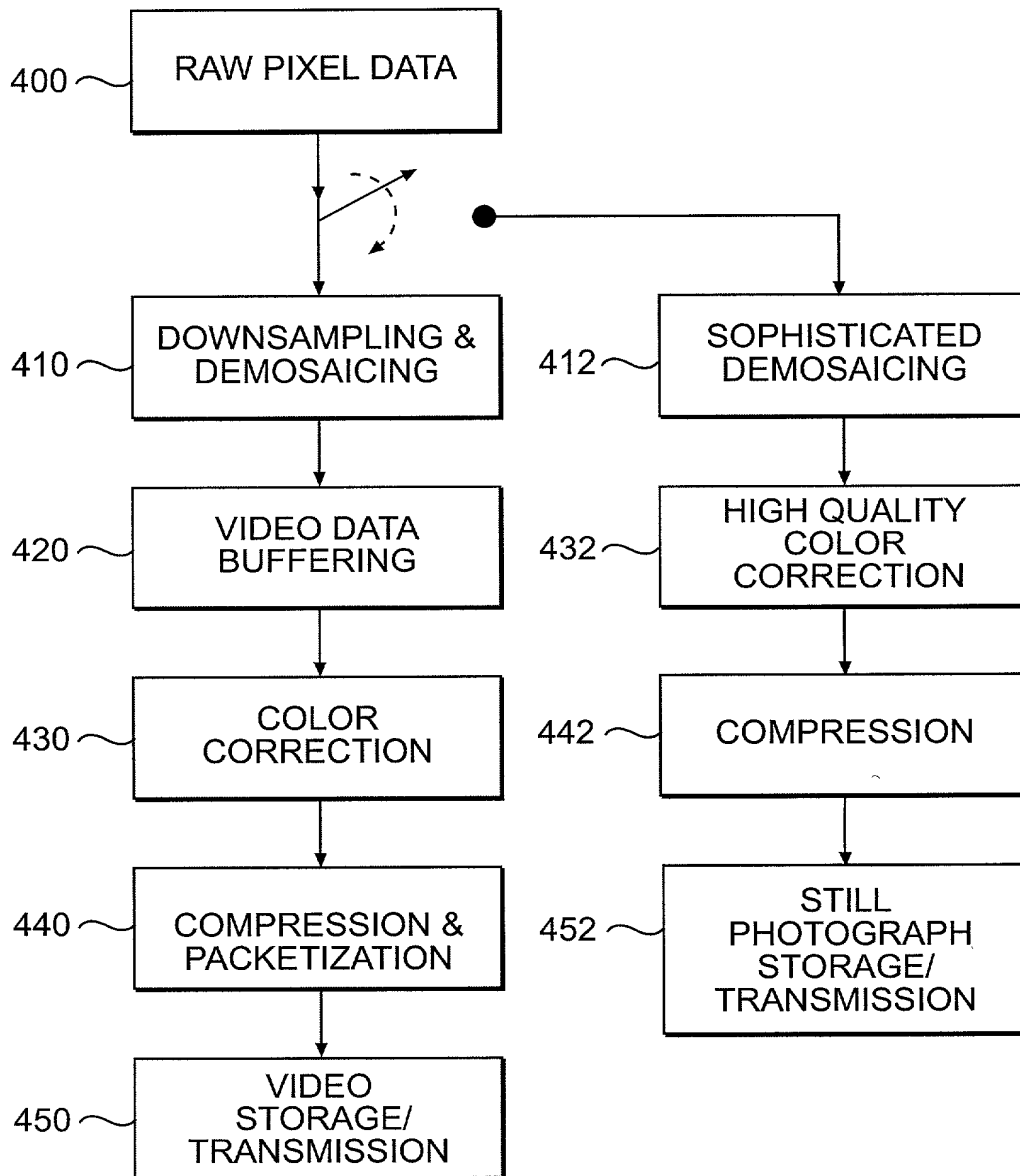 400
RAW PIXEL DATA
410
DOWNSAMPLING &
DEMOSAICING
412
SOPHISTICATED
DEMOSAICING
420
VIDEO DATA
BUFFERING
432
HIGH QUALITY
COLOR
CORRECTION
430
COLOR
CORRECTION
442
COMPRESSION
440
COMPRESSION &
PACKETIZATION
452
STILL
PHOTOGRAPH
STORAGE/
TRANSMISSION
450
VIDEO
STORAGE/
TRANSMISSION